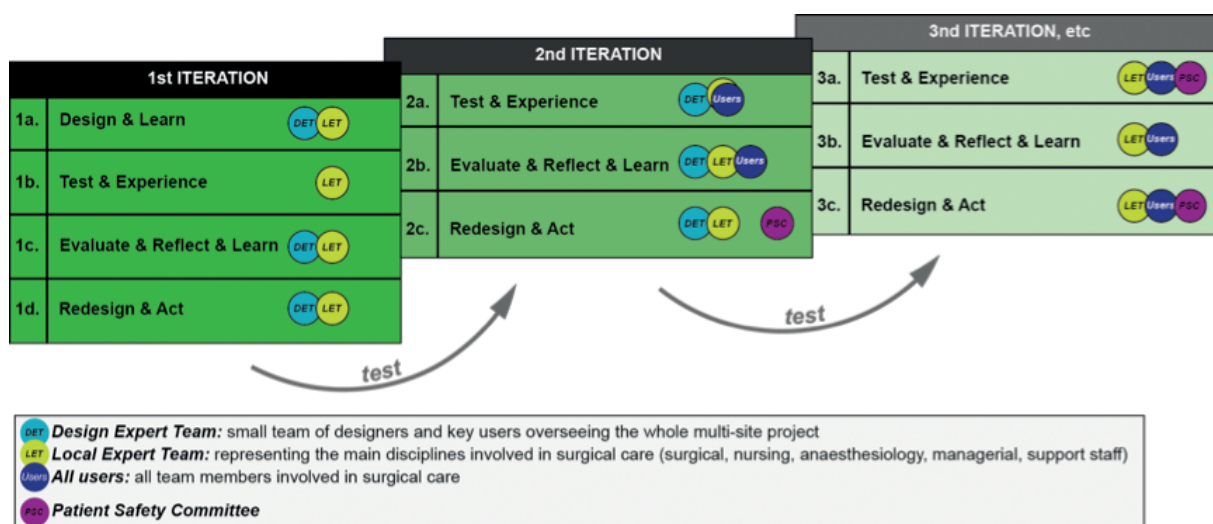 1st ITERATION
1a. Design & Learn DET LET
1b. Test & Experience LET
1c. Evaluate & Reflect & Learn DET LET
1d. Redesign & Act DET LET
test
2nd ITERATION
2a. Test & Experience DET Users
2b. Evaluate & Reflect & Learn DET LET Users
2c. Redesign & Act DET LET PSC
test
3nd ITERATION, etc
3a. Test & Experience LET Users PSC
3b. Evaluate & Reflect & Learn LET Users
3c. Redesign & Act LET Users PSC
DET Design Expert Team: small team of designers and key users overseeing the whole multi-site project
LET Local Expert Team: representing the main disciplines involved in surgical care (surgical, nursing, anaesthesiology, managerial, support staff)
Users All users: all team members involved in surgical care
PSC Patient Safety Committee